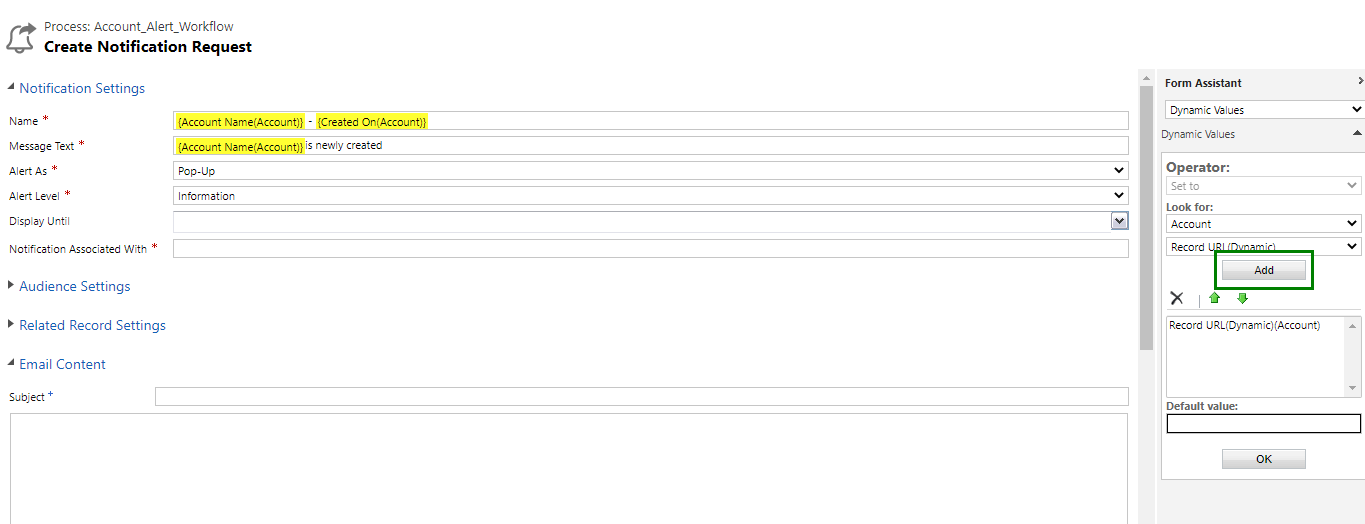 Process: Account_Alert_Workflow
Create Notification Request
Notification Settings
Name *
{Account Name(Account)} - {Created On(Account)}
Message Text *
{Account Name(Account)} is newly created
Alert As *
Pop-Up
Alert Level *
Information
Display Until
Notification Associated With *
Audience Settings
Related Record Settings
Email Content
Subject +
Form Assistant
Dynamic Values
Dynamic Values
Operator:
Set to
Look for:
Account
Record URL(Dynamic)
Add
Record URL(Dynamic)(Account)
Default value:
OK